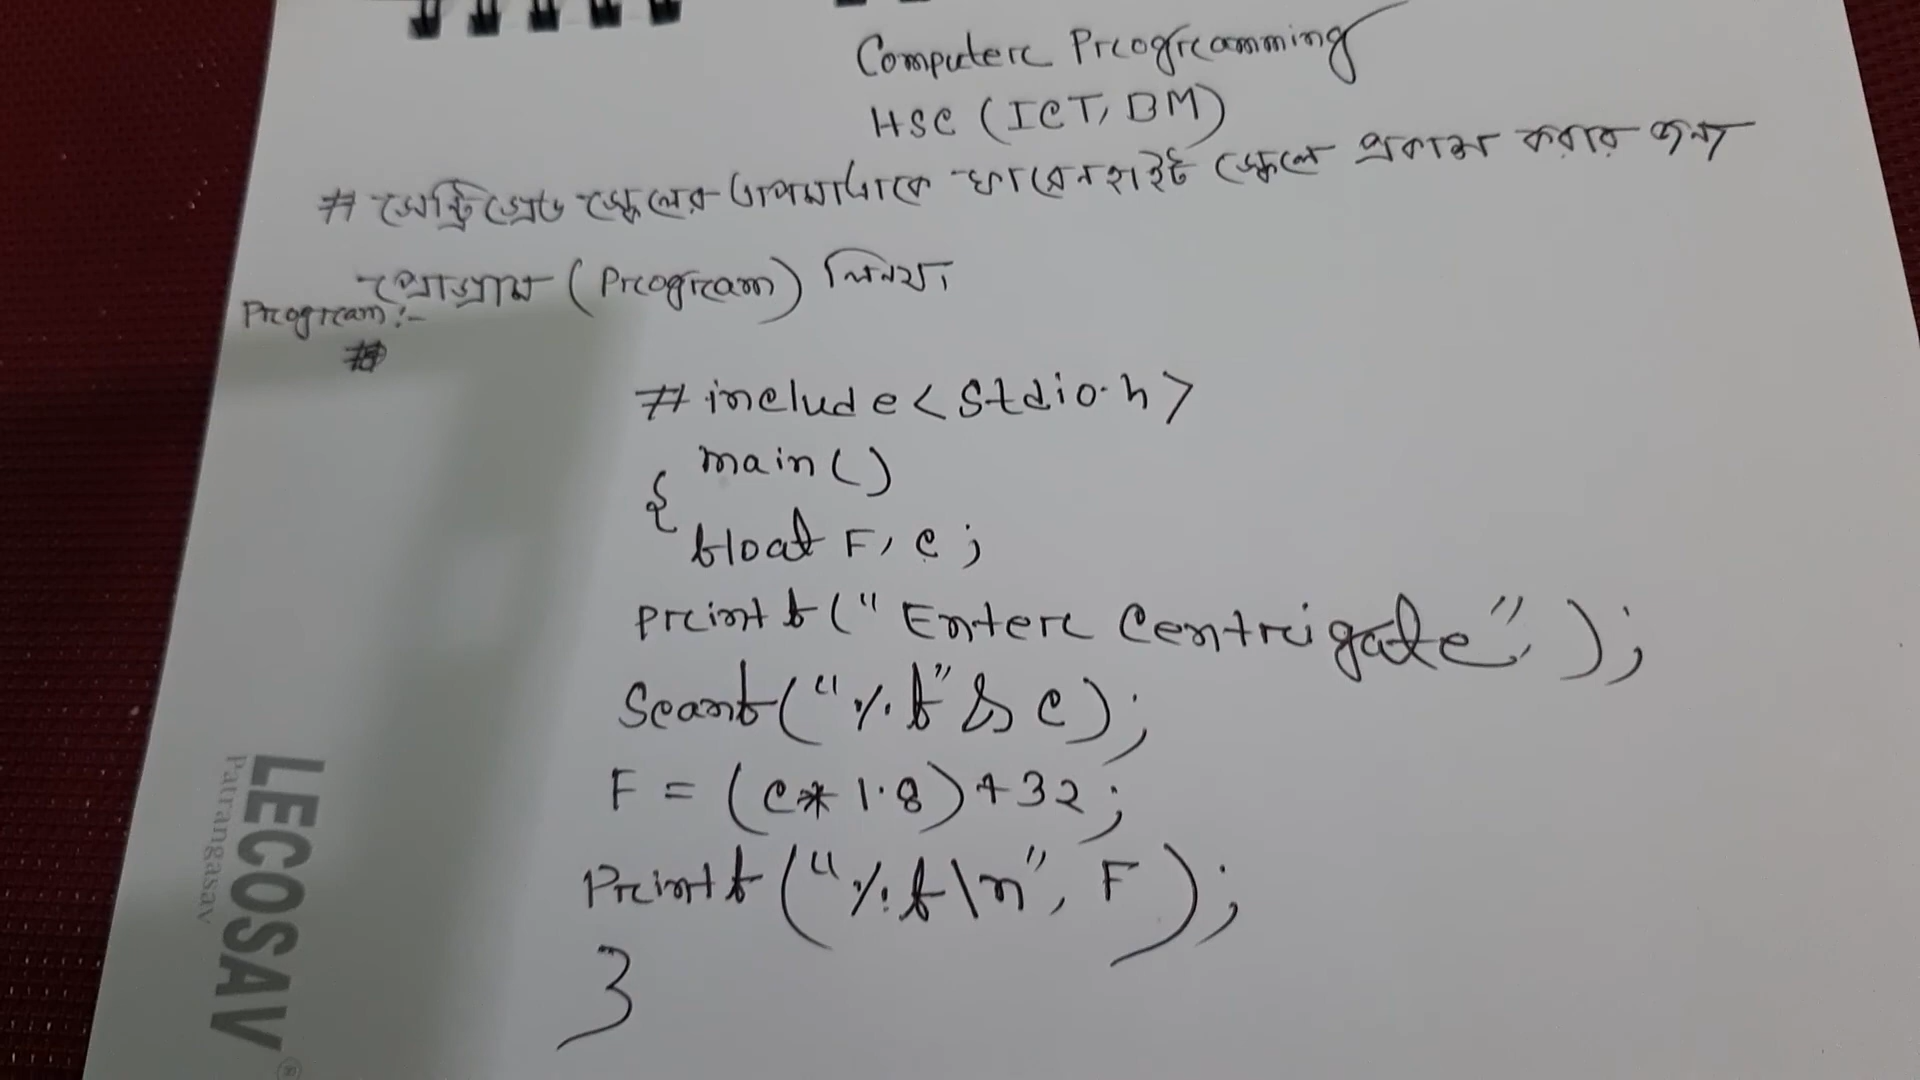 Computer Programming
HSC (ICT, BM)
# সেন্ট্রিগ্রেড স্কেলের তাপমাত্রাকে ফারেনহাইট স্কেলে প্রকাশ করার জন্য
প্রোগ্রাম (Program) লিখ।
Program:-
#include<stdio.h>
main()
{
float F, c;
printf("Enter Centrigate");
Scanf("%f"&c);
F = (c*1.8)+32;
Printf("%f\n", F);
}
LECOSAV
Patrangasav